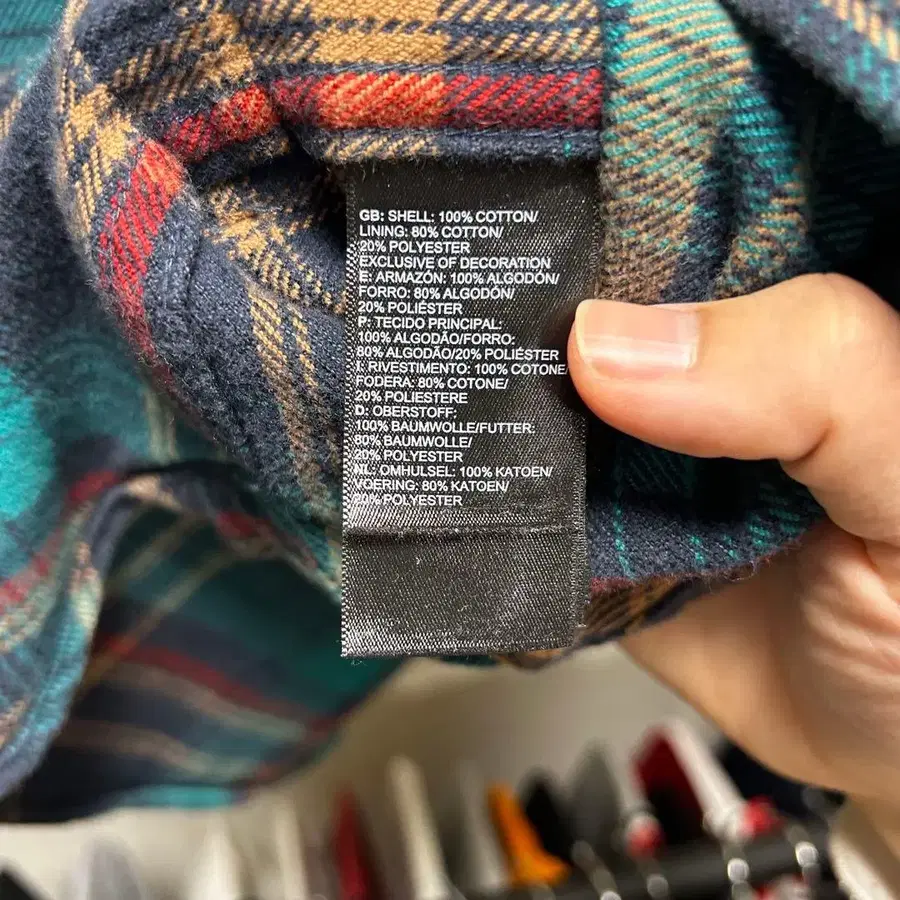 GB: SHELL: 100% COTTON/
LINING: 80% COTTON/
20% POLYESTER
EXCLUSIVE OF DECORATION
E: ARMAZÓN: 100% ALGODÓN/
FORRO: 80% ALGODÓN/
20% POLIÉSTER
P: TECIDO PRINCIPAL:
100% ALGODÃO/FORRO:
80% ALGODÃO/20% POLIÉSTER
I: RIVESTIMENTO: 100% COTONE/
FODERA: 80% COTONE/
20% POLIESTERE
D: OBERSTOFF:
100% BAUMWOLLE/FUTTER:
80% BAUMWOLLE/
20% POLYESTER
NL: OMHULSEL: 100% KATOEN/
VOERING: 80% KATOEN/
20% POLYESTER